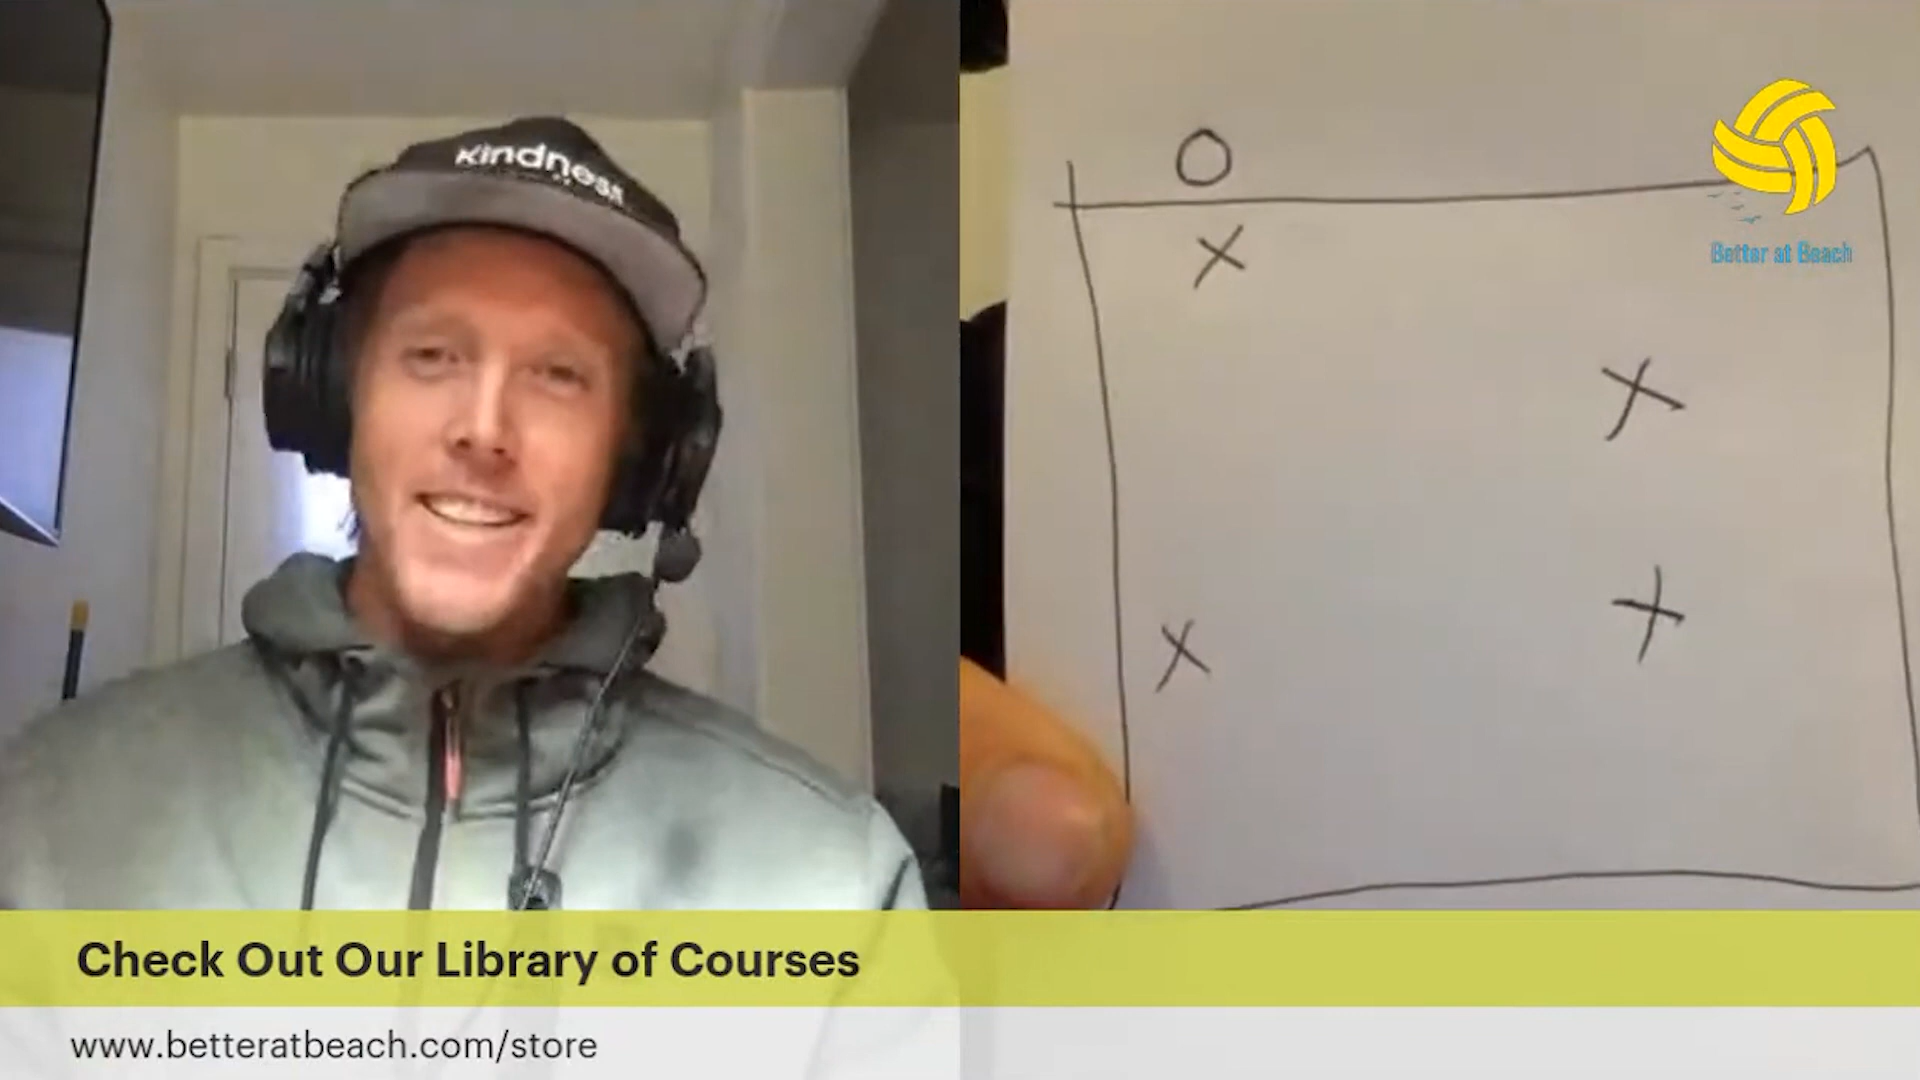 kindness
O
X
X
X
X
Better at Beach
Check Out Our Library of Courses
www.betteratbeach.com/store